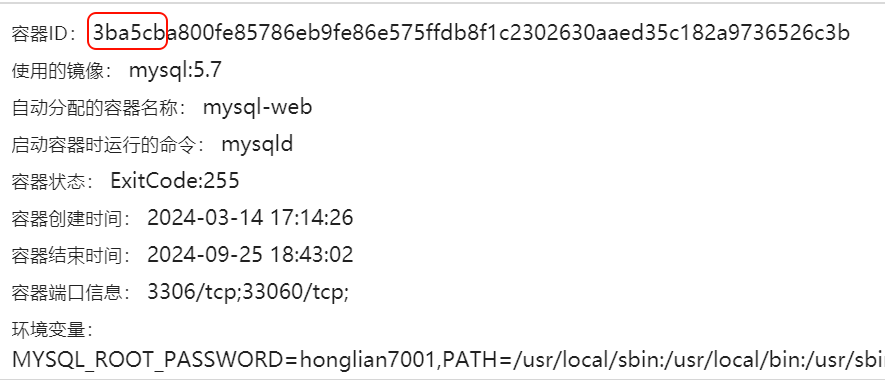 容器ID： 3ba5cba800fe85786eb9fe86e575ffdb8f1c2302630aaed35c182a9736526c3b
使用的镜像： mysql:5.7
自动分配的容器名称： mysql-web
启动容器时运行的命令： mysqld
容器状态： ExitCode:255
容器创建时间： 2024-03-14 17:14:26
容器结束时间： 2024-09-25 18:43:02
容器端口信息： 3306/tcp;33060/tcp;
环境变量：
MYSQL_ROOT_PASSWORD=honglian7001,PATH=/usr/local/sbin:/usr/local/bin:/usr/sbi